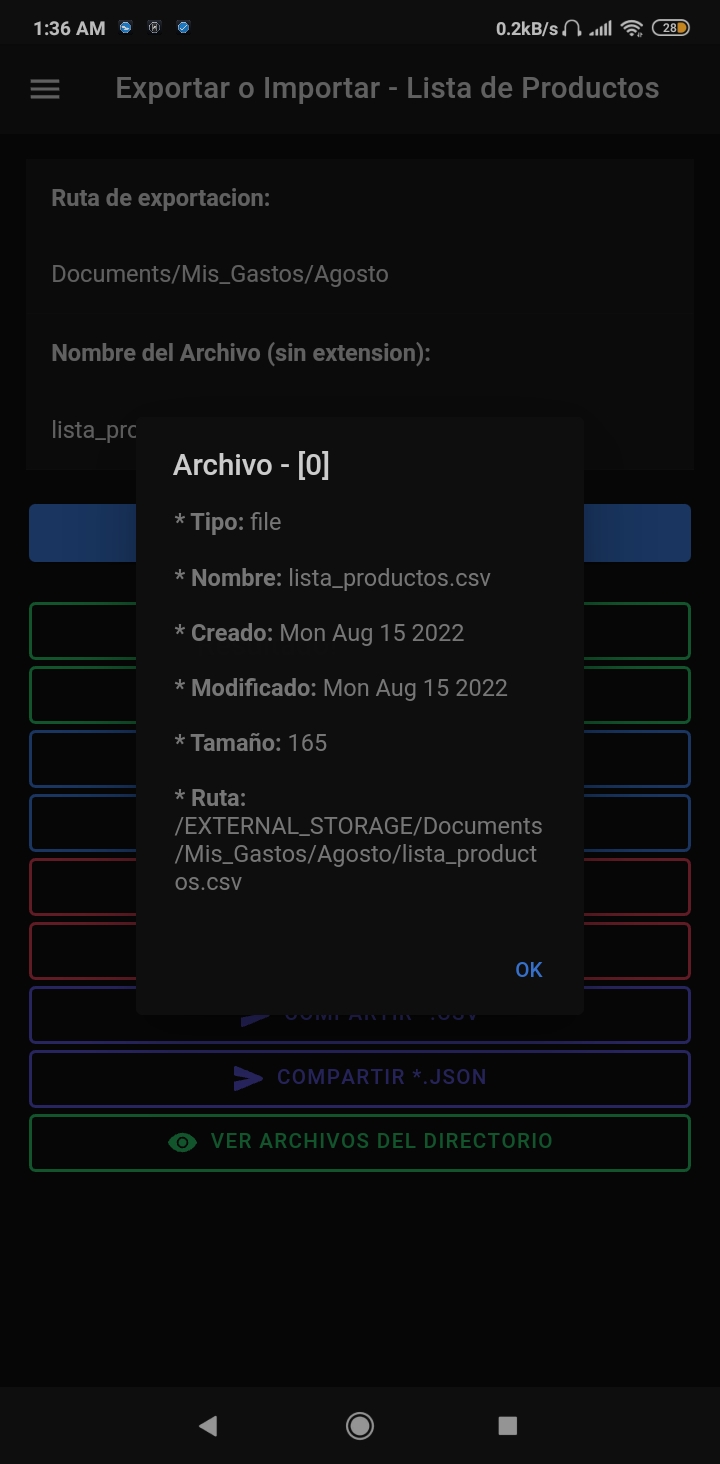 1:36 AM 0.2kB/s 28
Exportar o Importar - Lista de Productos
Ruta de exportacion:
Documents/Mis_Gastos/Agosto
Nombre del Archivo (sin extension):
lista_pro
Archivo - [0]
* Tipo: file
* Nombre: lista_productos.csv
* Creado: Mon Aug 15 2022
* Modificado: Mon Aug 15 2022
* Tamaño: 165
* Ruta:
/EXTERNAL_STORAGE/Documents
/Mis_Gastos/Agosto/lista_product
os.csv
OK
COMPARTIR *.CSV
COMPARTIR *.JSON
VER ARCHIVOS DEL DIRECTORIO